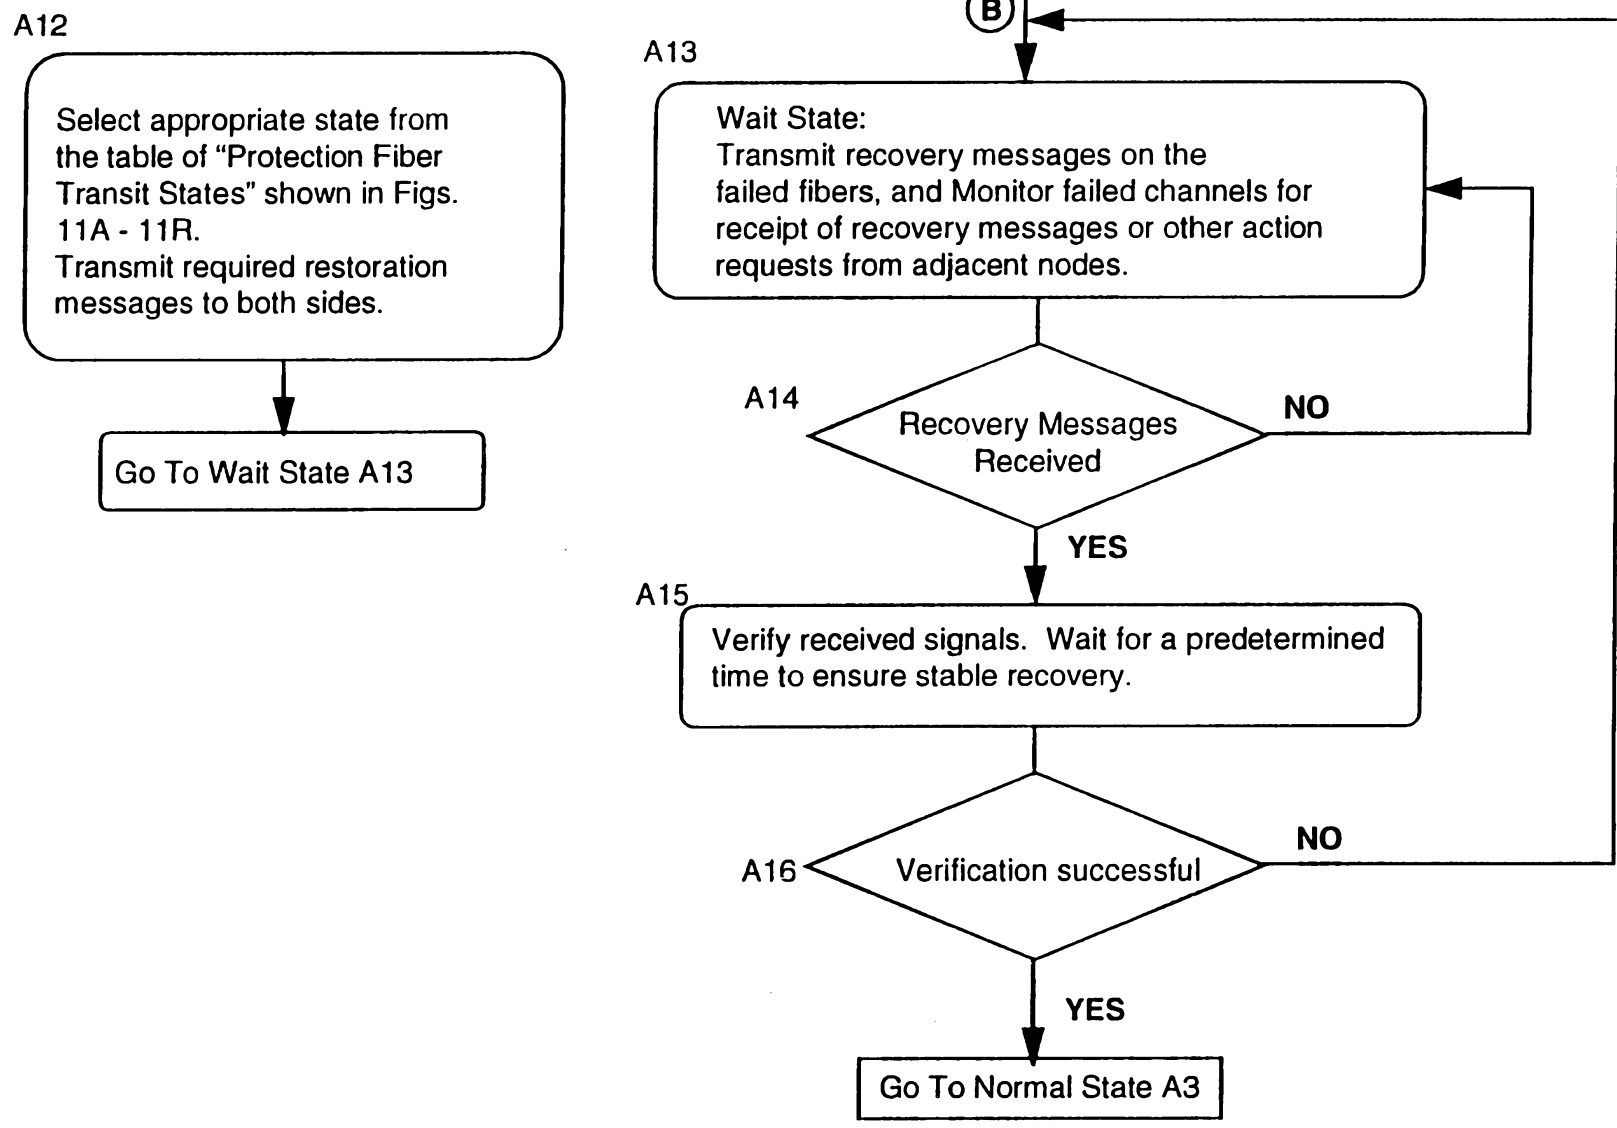 A12
Select appropriate state from
the table of “Protection Fiber
Transit States” shown in Figs.
11A - 11R.
Transmit required restoration
messages to both sides.
Go To Wait State A13
B
A13
Wait State:
Transmit recovery messages on the
failed fibers, and Monitor failed channels for
receipt of recovery messages or other action
requests from adjacent nodes.
A14
Recovery Messages
Received
NO
YES
A15
Verify received signals. Wait for a predetermined
time to ensure stable recovery.
A16
Verification successful
NO
YES
Go To Normal State A3